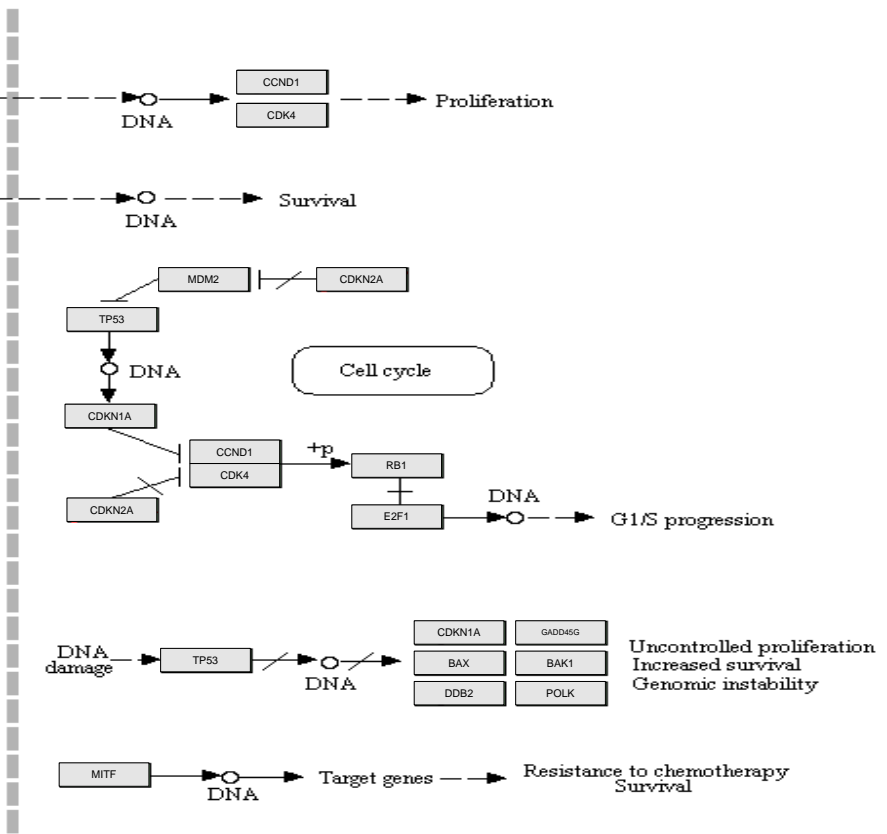 CCND1
Proliferation
CDK4
DNA
Survival
DNA
MDM2
CDKN2A
TP53
DNA
Cell cycle
CDKN1A
CCND1
+p
RB1
CDK4
CDKN2A
E2F1
DNA
G1/S progression
CDKN1A
GADD45G
DNA
damage
TP53
DNA
BAX
BAK1
DDB2
POLK
Uncontrolled proliferation
Increased survival
Genomic instability
MITF
DNA
Target genes
Resistance to chemotherapy
Survival